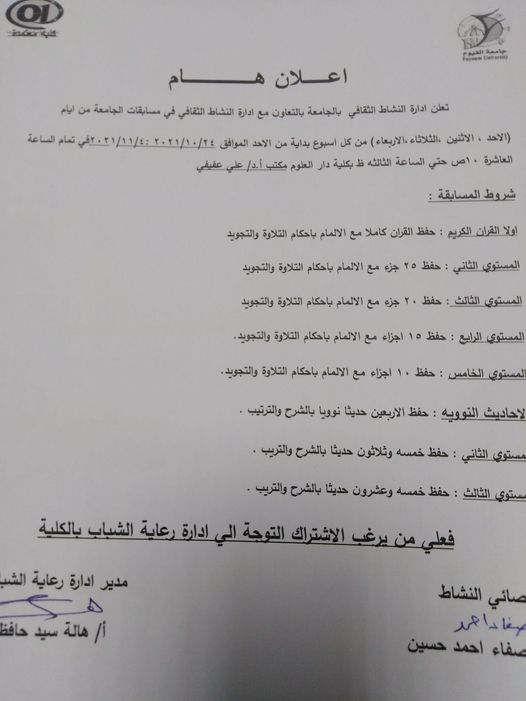 كلية معتمدة
جامعة الفيوم
Fayoum University
اعلان هام
تعلن ادارة النشاط الثقافي بالجامعة بالتعاون مع ادارة النشاط الثقافي في مسابقات الجامعة من ايام
(الاحد ، الاثنين ،الثلاثاء ،الاربعاء) من كل اسبوع بداية من الاحد الموافق ٢٠٢١/١٠/٢٤ :٢٠٢١/١١/٤في تمام الساعة
العاشرة ١٠ص حتي الساعة الثالثه ظ بكلية دار العلوم مكتب أ.د/ علي عفيفي
شروط المسابقة :
اولا القران الكريم : حفظ القران كاملا مع الالمام باحكام التلاوة والتجويد
المستوي الثاني : حفظ ٢٥ جزء مع الالمام باحكام التلاوة والتجويد
المستوي الثالث : حفظ ٢٠ جزء مع الالمام باحكام التلاوة والتجويد
المستوي الرابع : حفظ ١٥ اجزاء مع الالمام باحكام التلاوة والتجويد.
المستوي الخامس : حفظ ١٠ اجزاء مع الالمام باحكام التلاوة والتجويد.
لاحاديث النوويه : حفظ الاربعين حديثا نوويا بالشرح والترتيب .
مستوي الثاني : حفظ خمسه وثلاثون حديثا بالشرح والتريب .
مستوي الثالث : حفظ خمسه وعشرون حديثا بالشرح والتريب .
فعلي من يرغب الاشتراك التوجة الي ادارة رعاية الشباب بالكلية
صائي النشاط
صفاء احمد
صفاء احمد حسين
مدير ادارة رعاية الشبا
أ/ هالة سيد حافظ